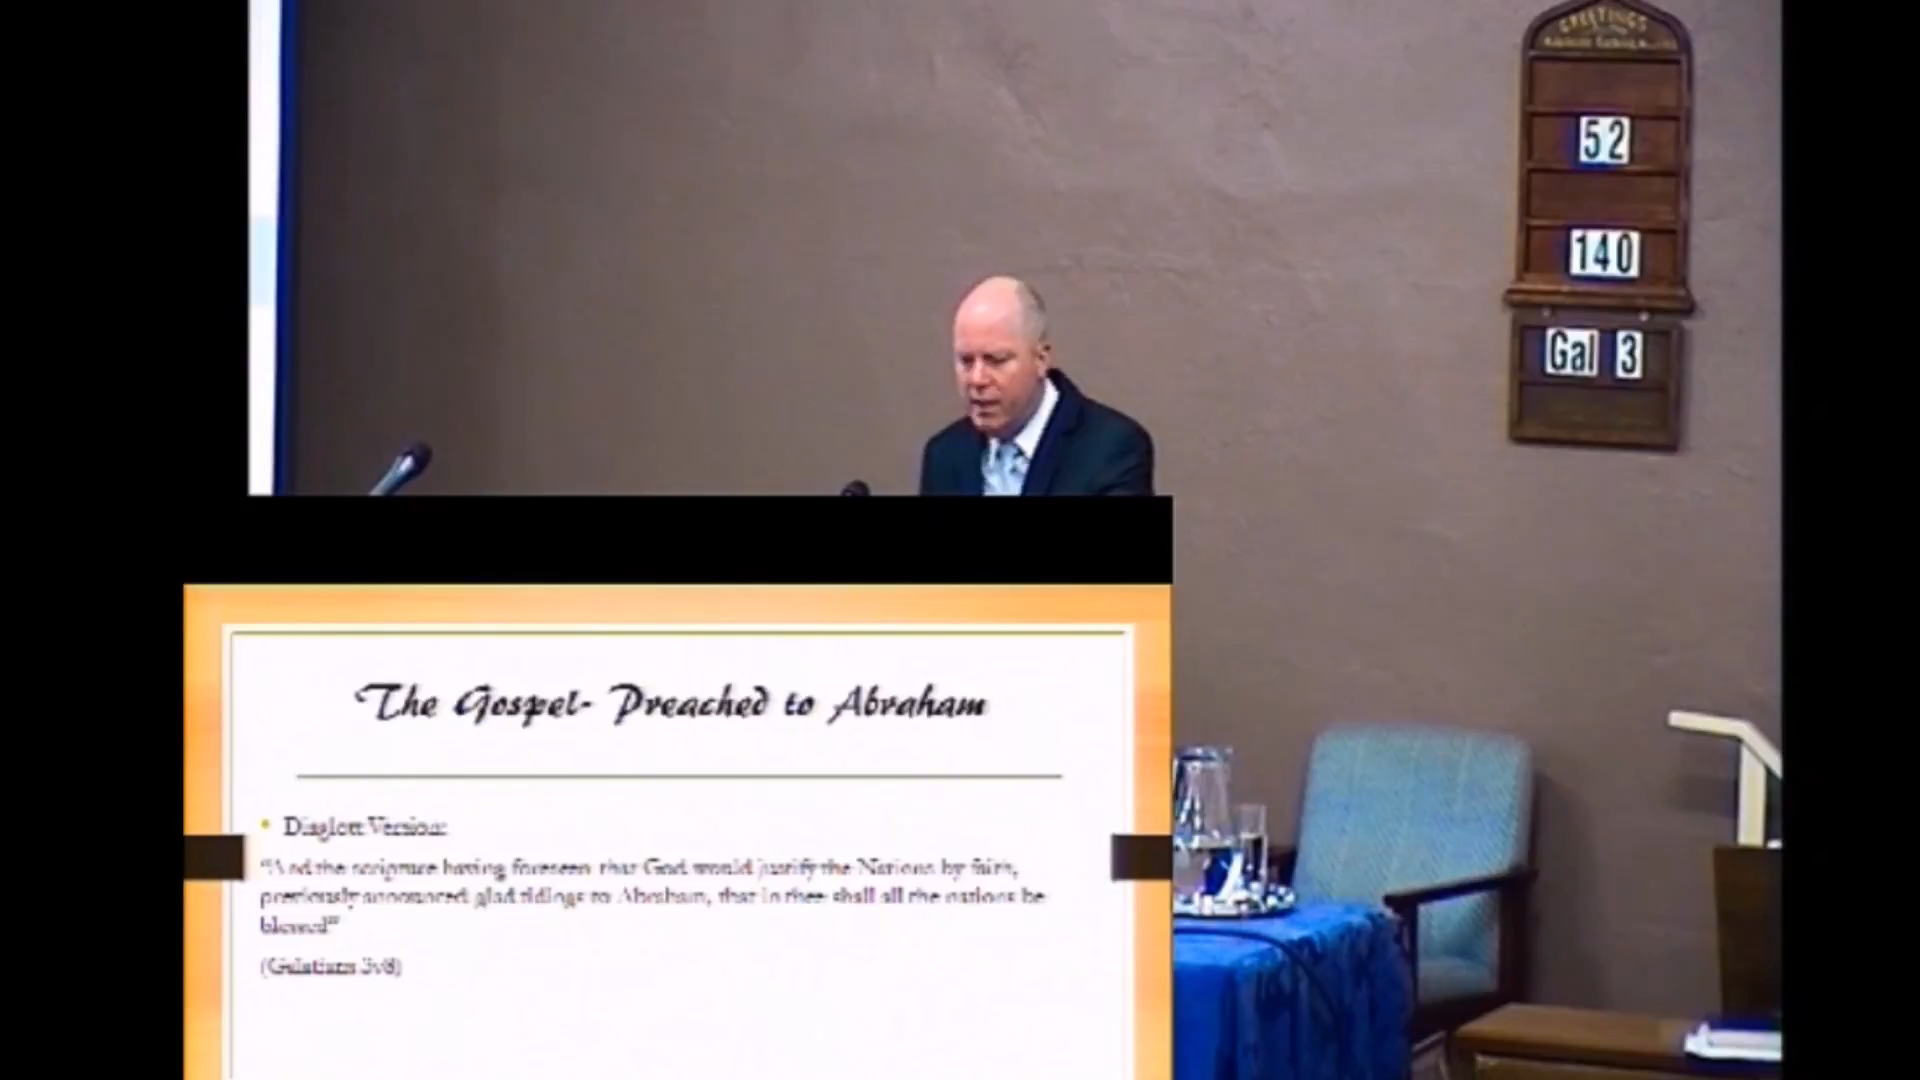 GREETINGS
52
140
Gal 3
The Gospel- Preached to Abraham
• Diaglott Version:
“And the scripture having foreseen that God would justify the Nations by faith,
previously announced glad tidings to Abraham, that in thee shall all the nations be
blessed”
(Galatians 3v8)